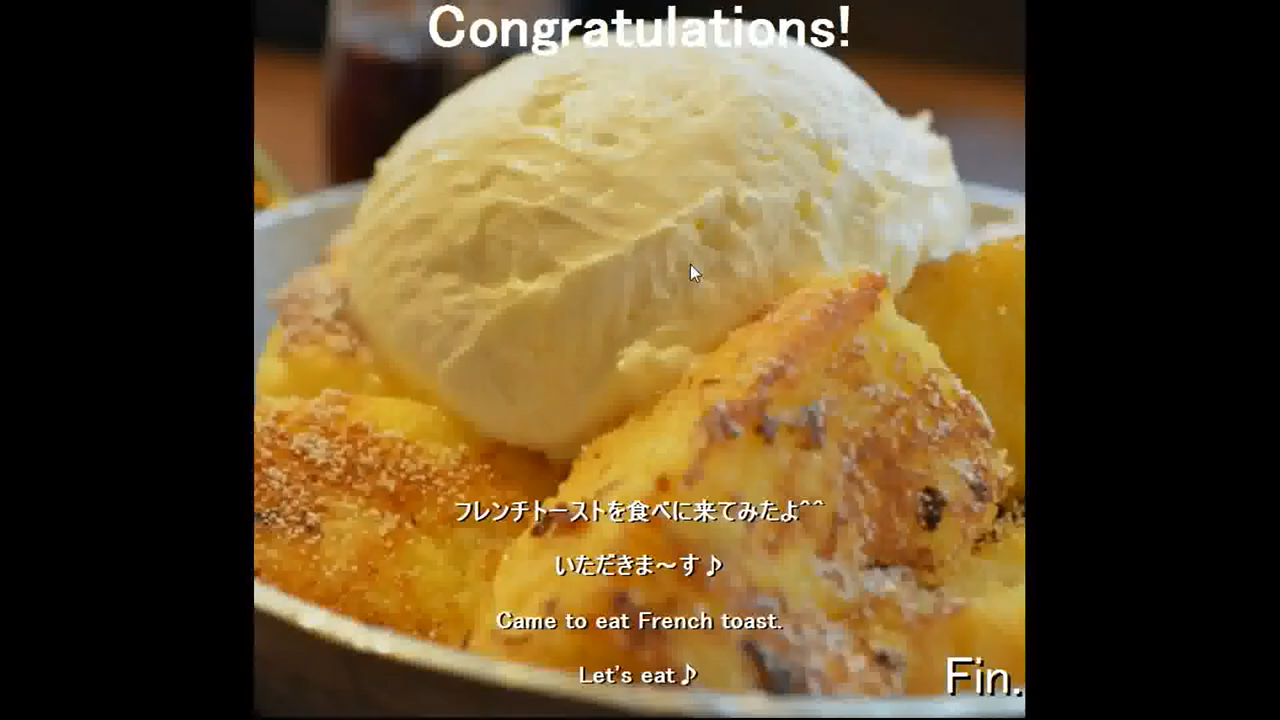 Congratulations!
フレンチトーストを食べに来てみたよ^^
いただきま～す♪
Came to eat French toast.
Let's eat♪
Fin.